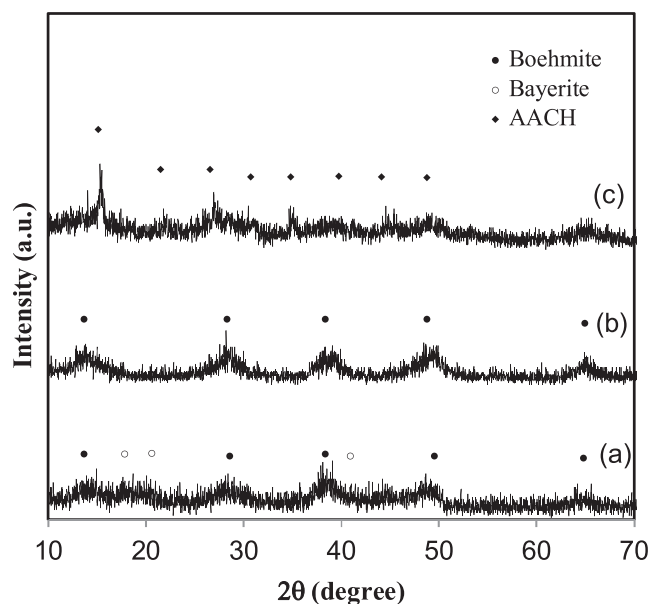 Boehmite
Bayerite
AACH
(c)
(b)
(a)
Intensity (a.u.)
10 20 30 40 50 60 70
2θ (degree)